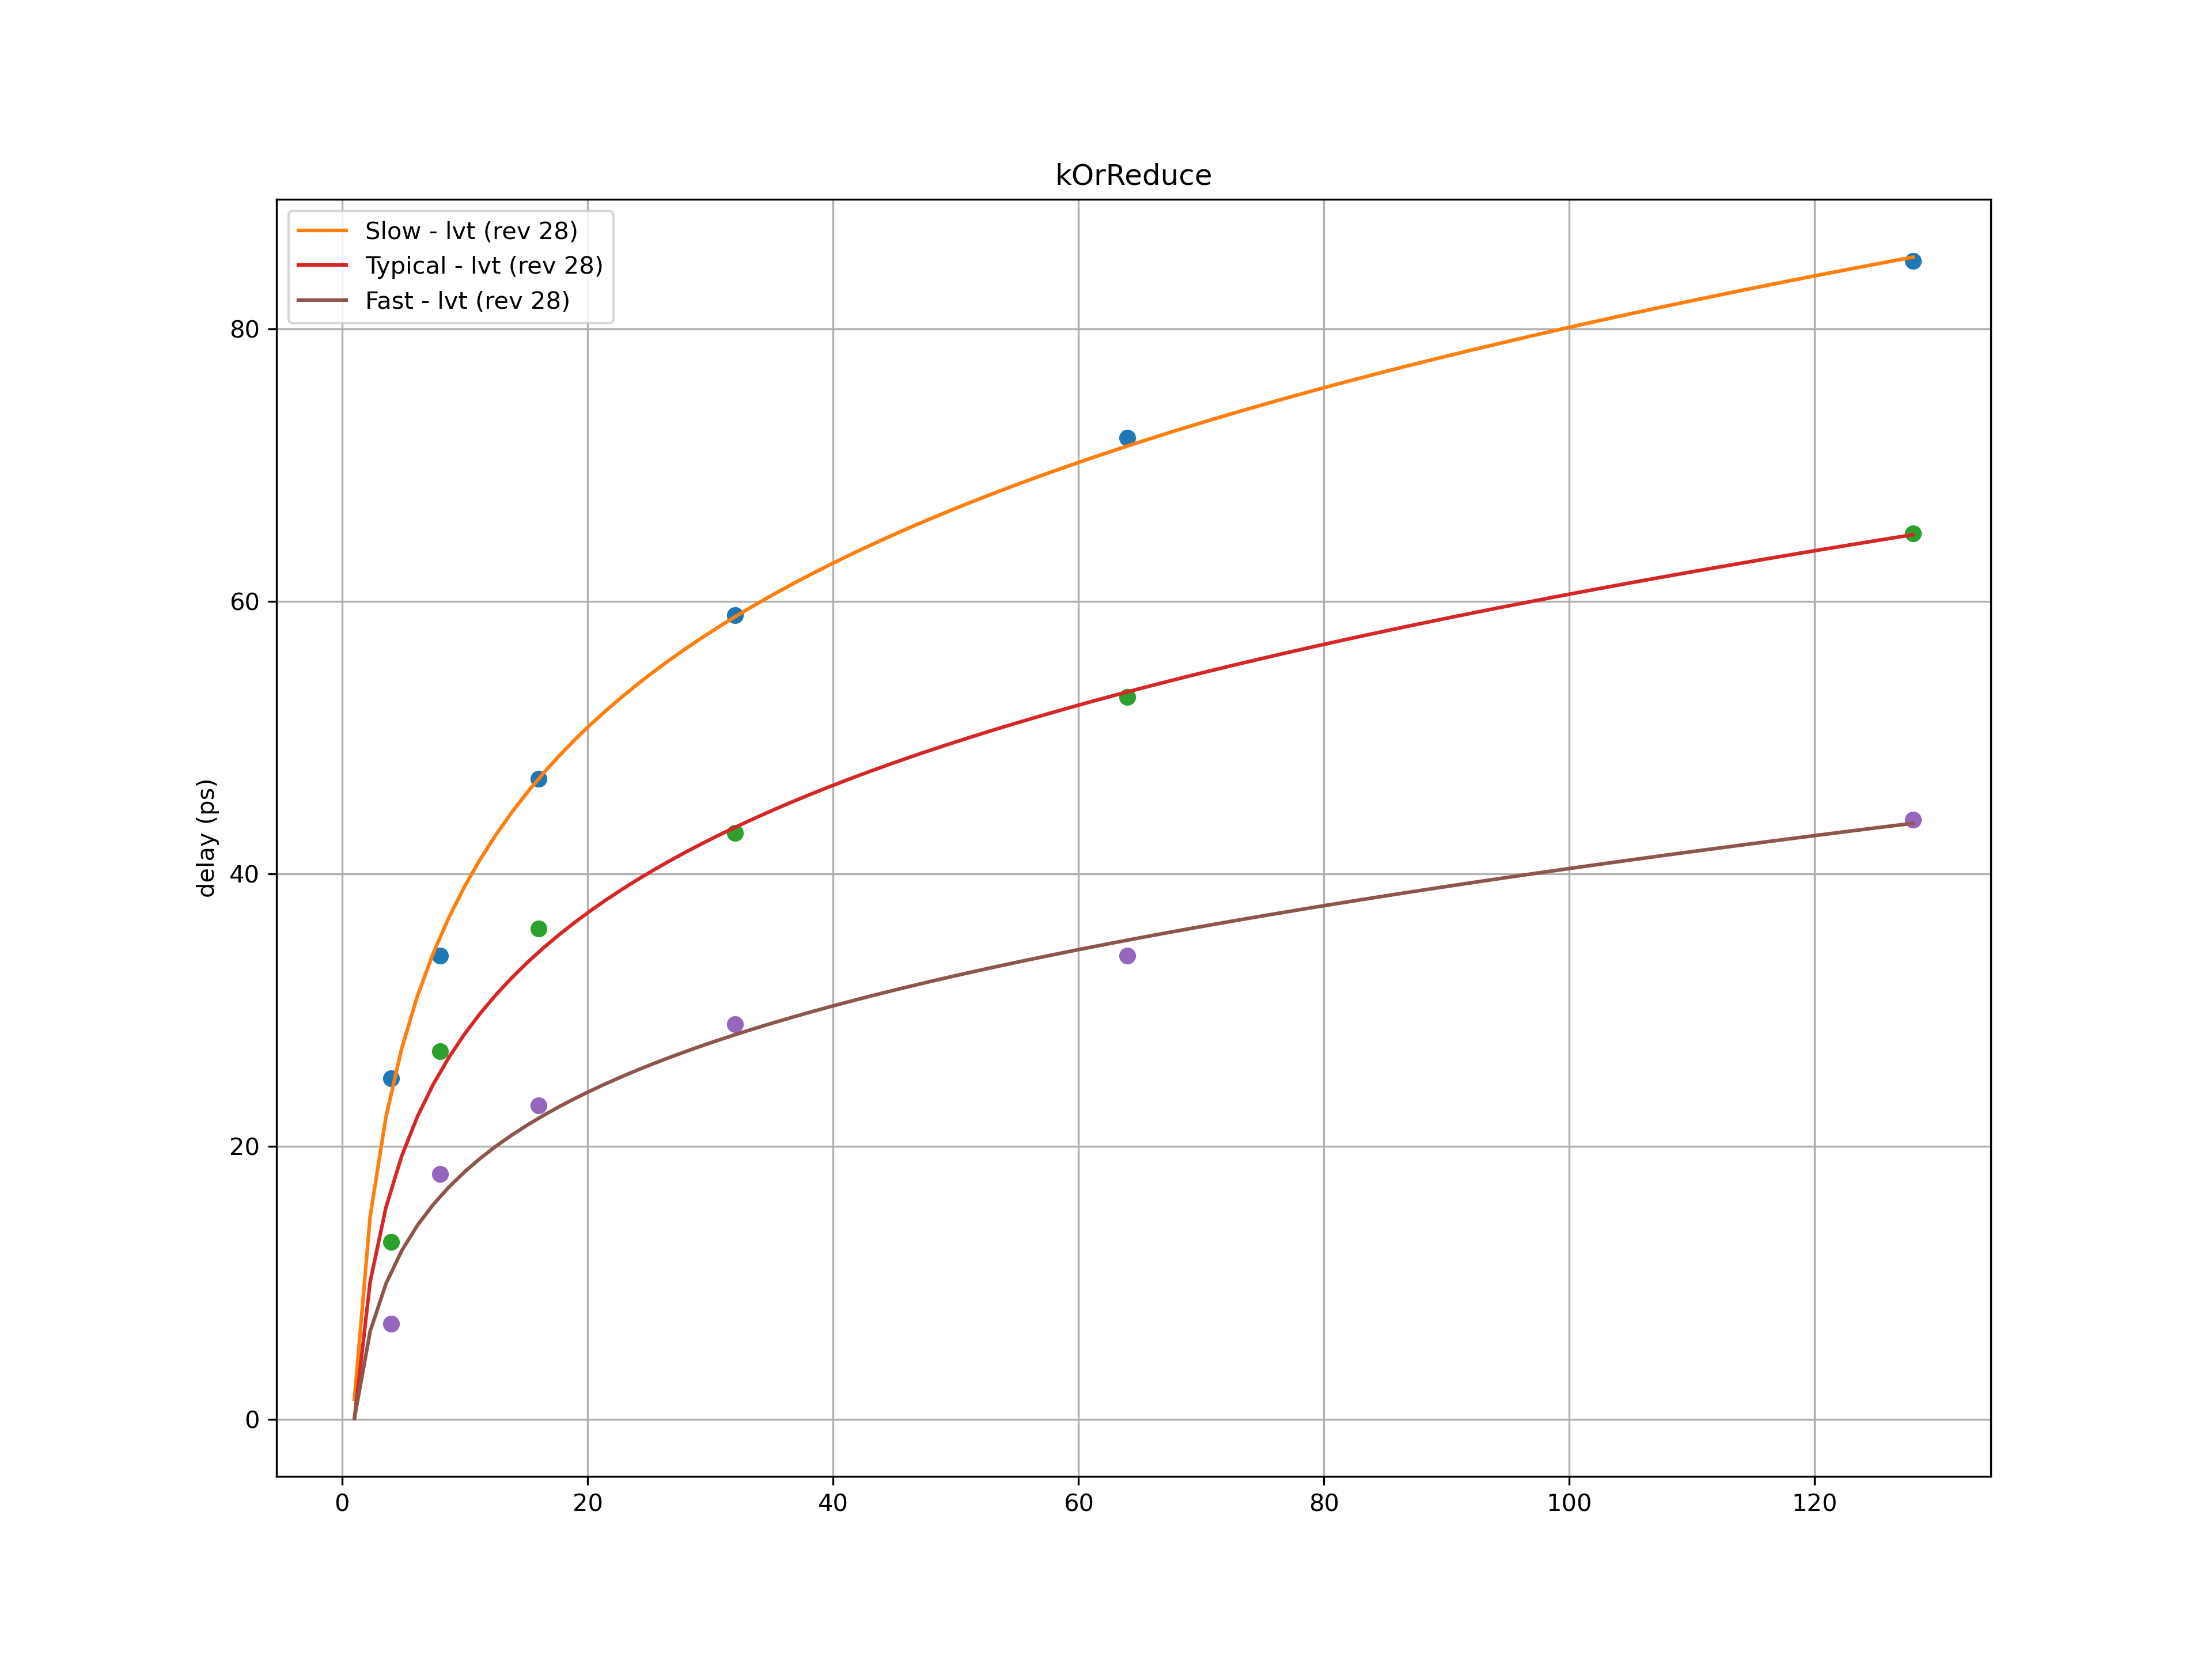 kOrReduce
Slow - lvt (rev 28)
Typical - lvt (rev 28)
Fast - lvt (rev 28)
delay (ps)
80
60
40
20
0
0 20 40 60 80 100 120